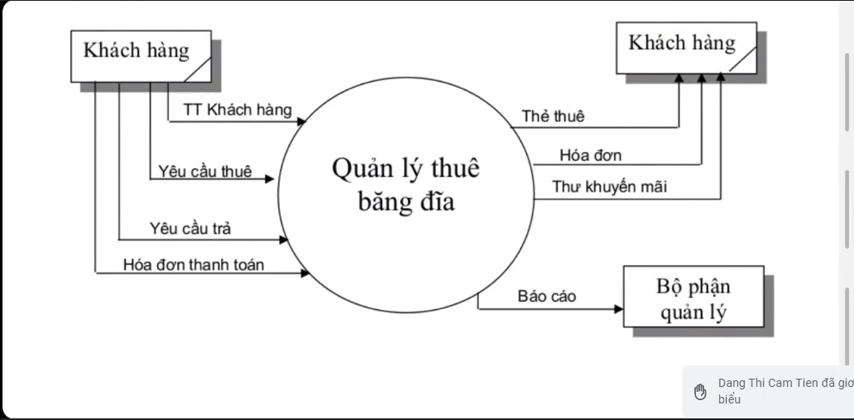 Khách hàng
Khách hàng
TT Khách hàng
Thẻ thuê
Hóa đơn
Yêu cầu thuê
Quản lý thuê
băng đĩa
Thư khuyến mãi
Yêu cầu trả
Hóa đơn thanh toán
Báo cáo
Bộ phận
quản lý
Dang Thi Cam Tien đã giơ
biểu